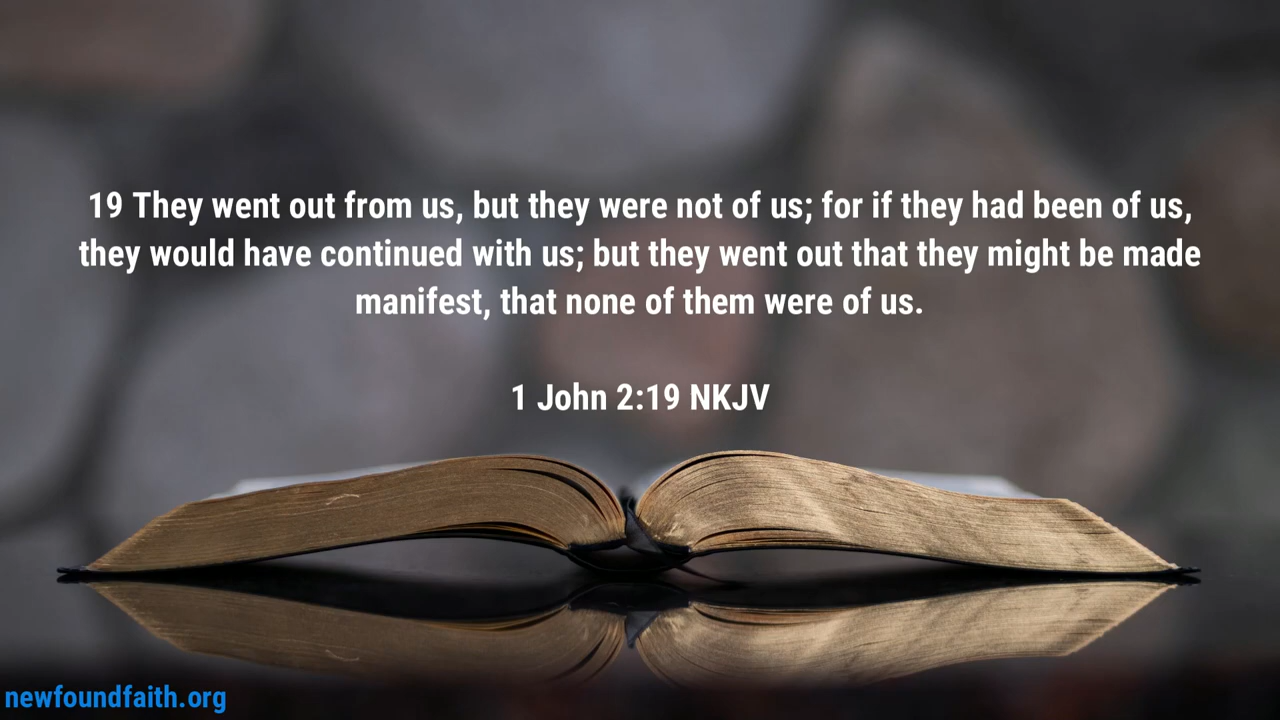 19 They went out from us, but they were not of us; for if they had been of us,
they would have continued with us; but they went out that they might be made
manifest, that none of them were of us.
1 John 2:19 NKJV
newfoundfaith.org